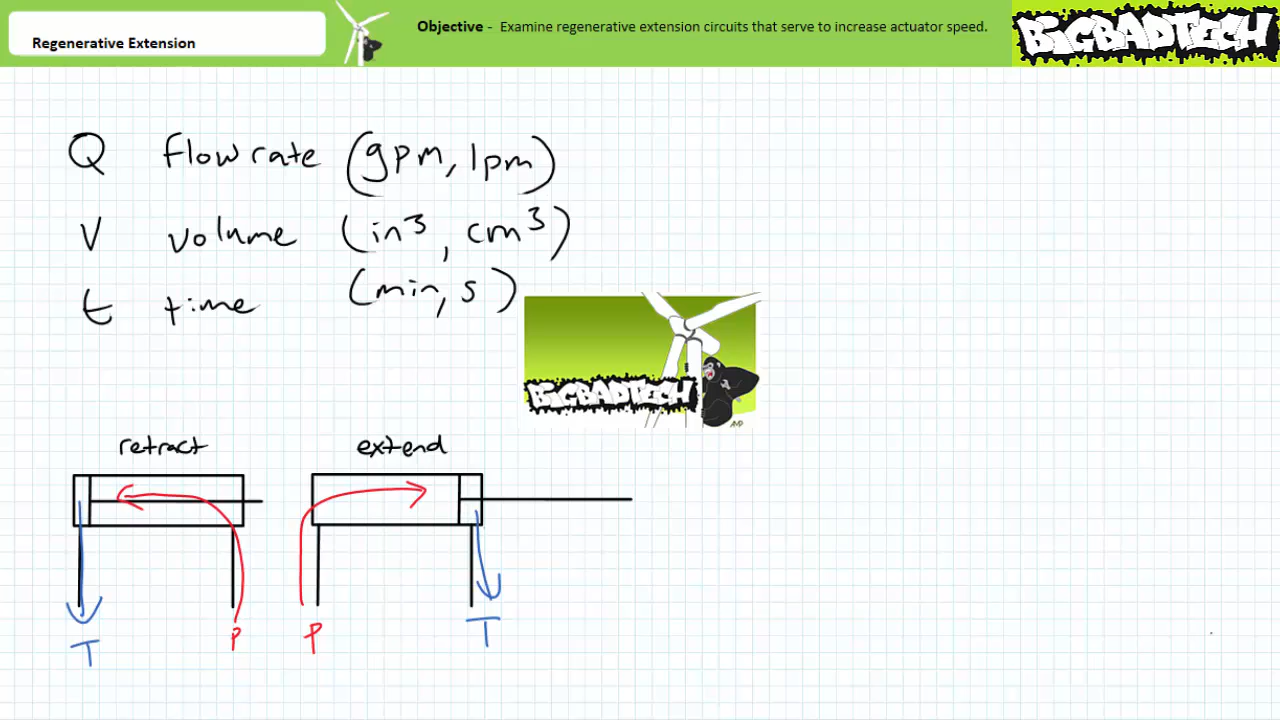 Regenerative Extension
Objective - Examine regenerative extension circuits that serve to increase actuator speed.
BIGBADTECH
Q flow rate (gpm, lpm)
V volume (in³, cm³)
t time (min, s)
BIGBADTECH
AVD
retract extend
T P P T